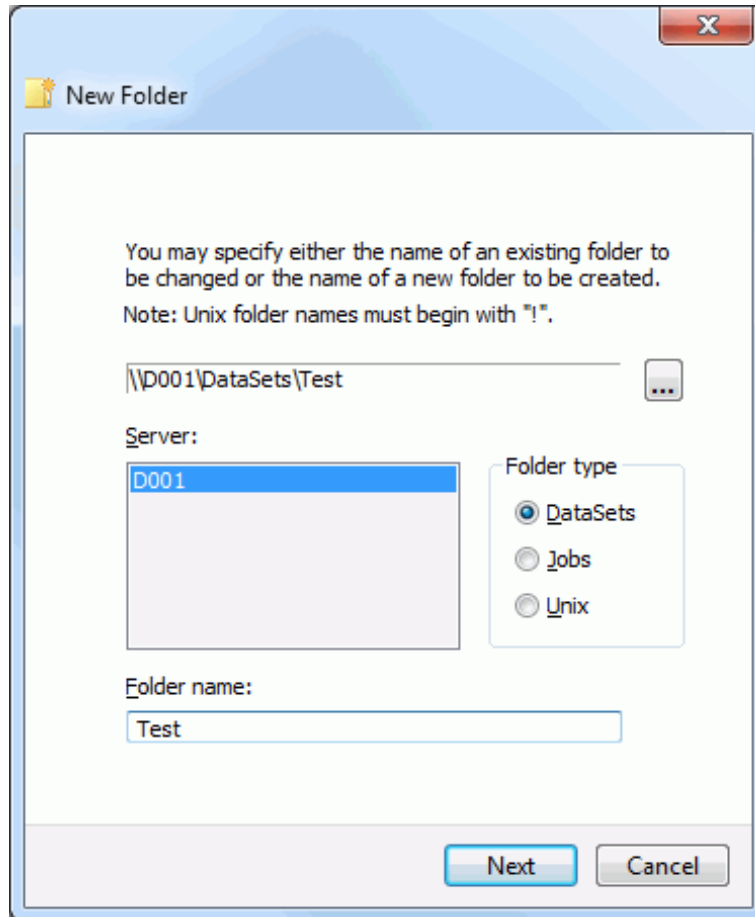 New Folder
You may specify either the name of an existing folder to
be changed or the name of a new folder to be created.
Note: Unix folder names must begin with "!".
\\D001\DataSets\Test
...
Server:
D001
Folder type
DataSets
Jobs
Unix
Folder name:
Test
Next
Cancel